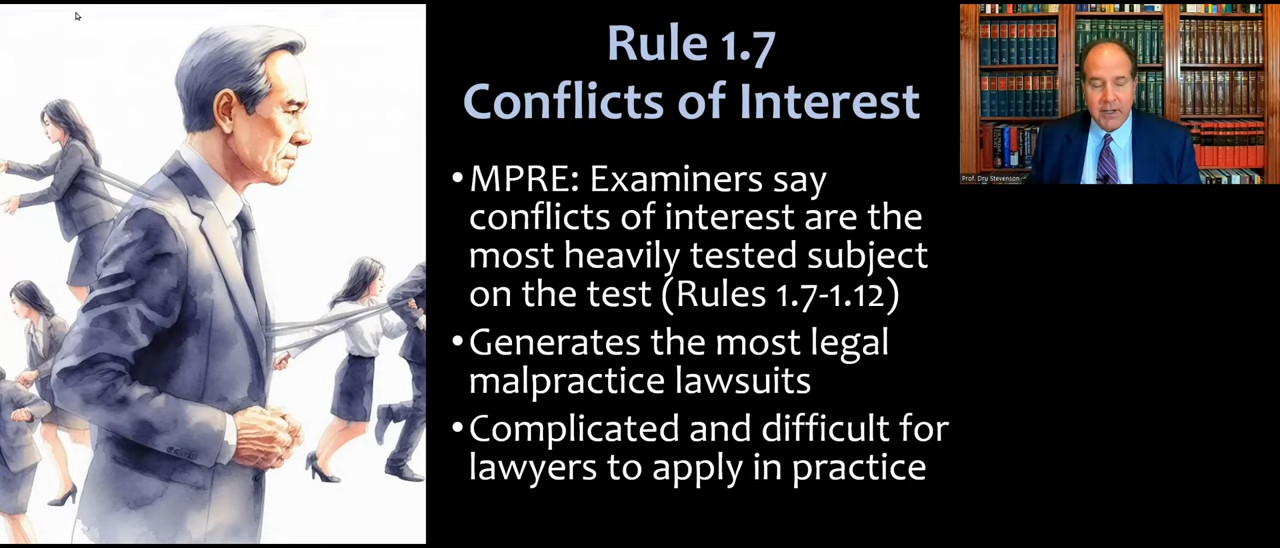 Rule 1.7
Conflicts of Interest
•MPRE: Examiners say
conflicts of interest are the
most heavily tested subject
on the test (Rules 1.7-1.12)
•Generates the most legal
malpractice lawsuits
•Complicated and difficult for
lawyers to apply in practice
Prof. Dru Stevenson